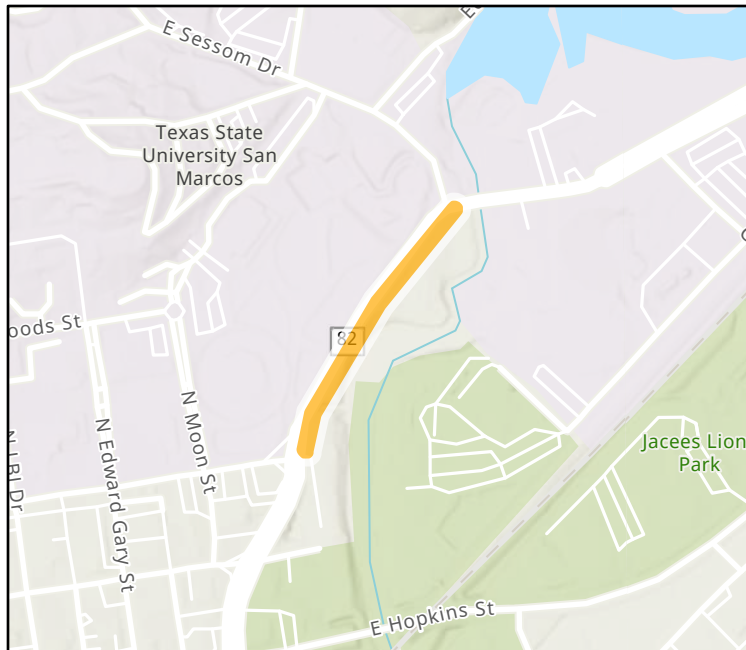 E Sessom Dr
Texas State
University San
Marcos
82
oods St
N Moon St
N Edward Gary St
N LBJ Dr
Jacees Lion
Park
E Hopkins St